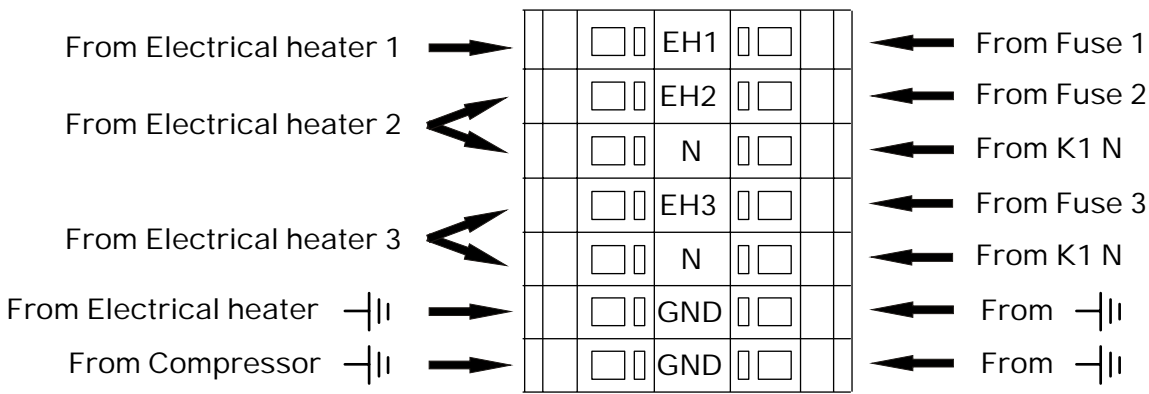 From Electrical heater 1 EH1 From Fuse 1
From Electrical heater 2 EH2 From Fuse 2
N From K1 N
From Electrical heater 3 EH3 From Fuse 3
N From K1 N
From Electrical heater GND From
From Compressor GND From